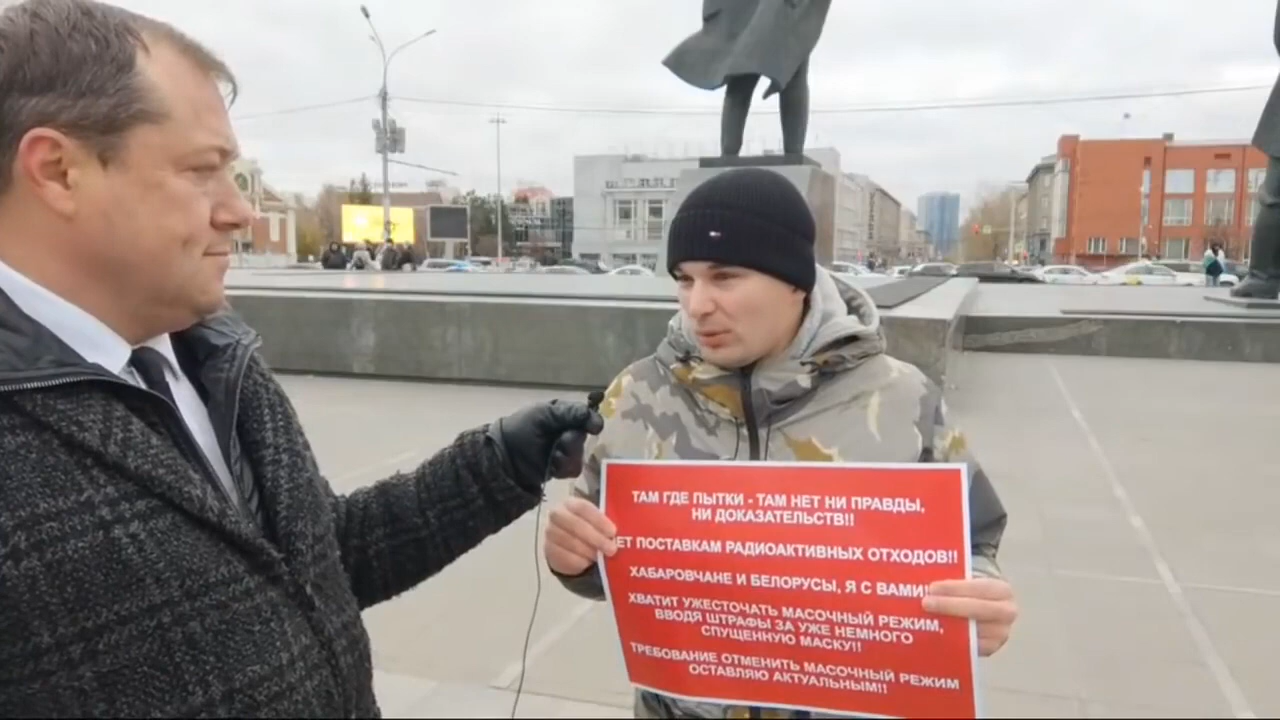 ТАМ ГДЕ ПЫТКИ - ТАМ НЕТ НИ ПРАВДЫ,
НИ ДОКАЗАТЕЛЬСТВ!!
ЕТ ПОСТАВКАМ РАДИОАКТИВНЫХ ОТХОДОВ!!
ХАБАРОВЧАНЕ И БЕЛОРУСЫ, Я С ВАМИ!
ХВАТИТ УЖЕСТОЧАТЬ МАСОЧНЫЙ РЕЖИМ,
ВВОДЯ ШТРАФЫ ЗА УЖЕ НЕМНОГО
СПУЩЕННУЮ МАСКУ!!
ТРЕБОВАНИЕ ОТМЕНИТЬ МАСОЧНЫЙ РЕЖИМ
ОСТАВЛЯЮ АКТУАЛЬНЫМ!!